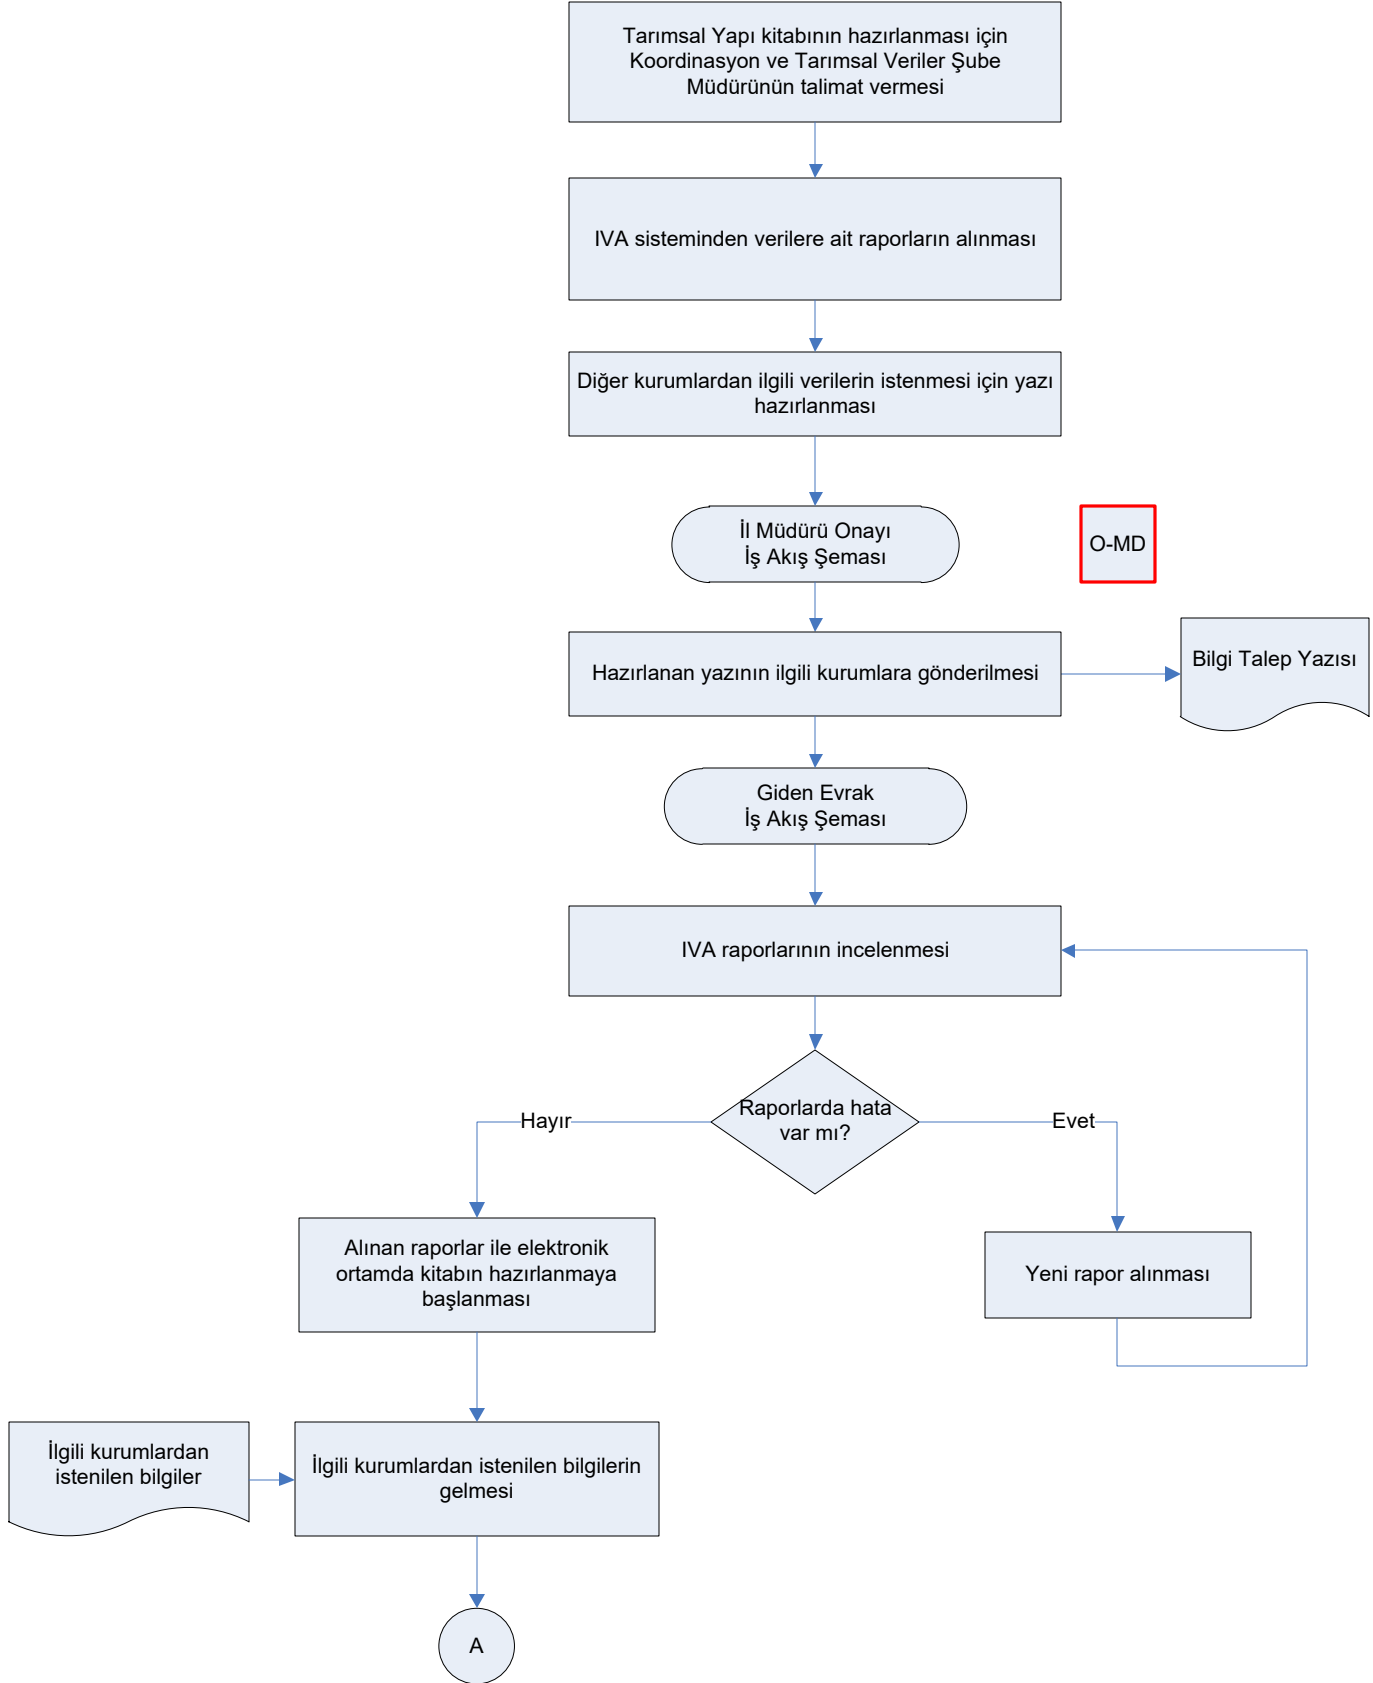 Tarımsal Yapı kitabının hazırlanması için
Koordinasyon ve Tarımsal Veriler Şube
Müdürünün talimat vermesi
IVA sisteminden verilere ait raporların alınması
Diğer kurumlardan ilgili verilerin istenmesi için yazı
hazırlanması
İl Müdürü Onayı
İş Akış Şeması
O-MD
Hazırlanan yazının ilgili kurumlara gönderilmesi
Bilgi Talep Yazısı
Giden Evrak
İş Akış Şeması
IVA raporlarının incelenmesi
Raporlarda hata
var mı?
Hayır
Evet
Alınan raporlar ile elektronik
ortamda kitabın hazırlanmaya
başlanması
Yeni rapor alınması
İlgili kurumlardan
istenilen bilgiler
İlgili kurumlardan istenilen bilgilerin
gelmesi
A